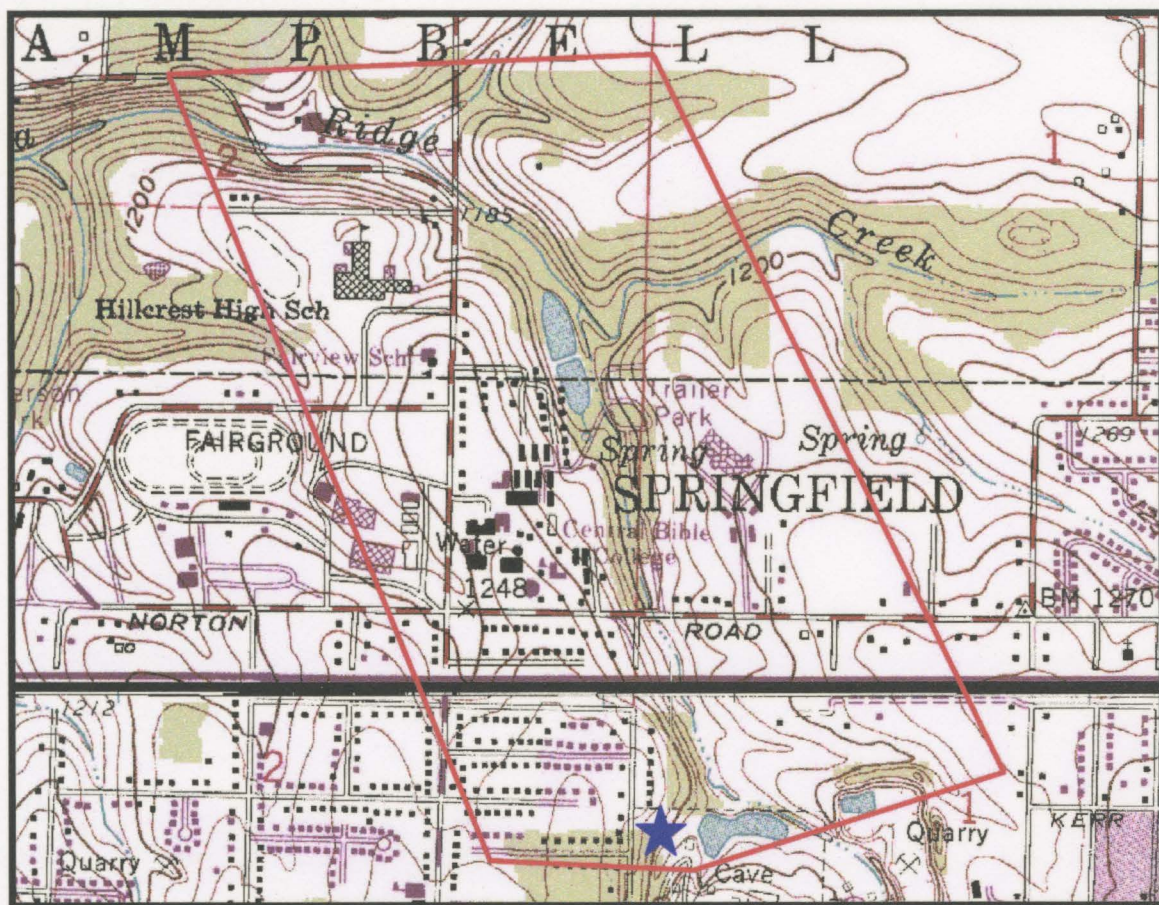 A M P B E L L
Ridge
2
1
1200
1185
Creek
1200
Hillcrest High Sch
Fairview Sch
Trailer
Park
1269
FAIRGROUND
Spring
Spring
SPRINGFIELD
Central Bible
College
Water
1248
BM 1270
NORTON
ROAD
1212
2
1
KERR
Quarry
Quarry
Cave